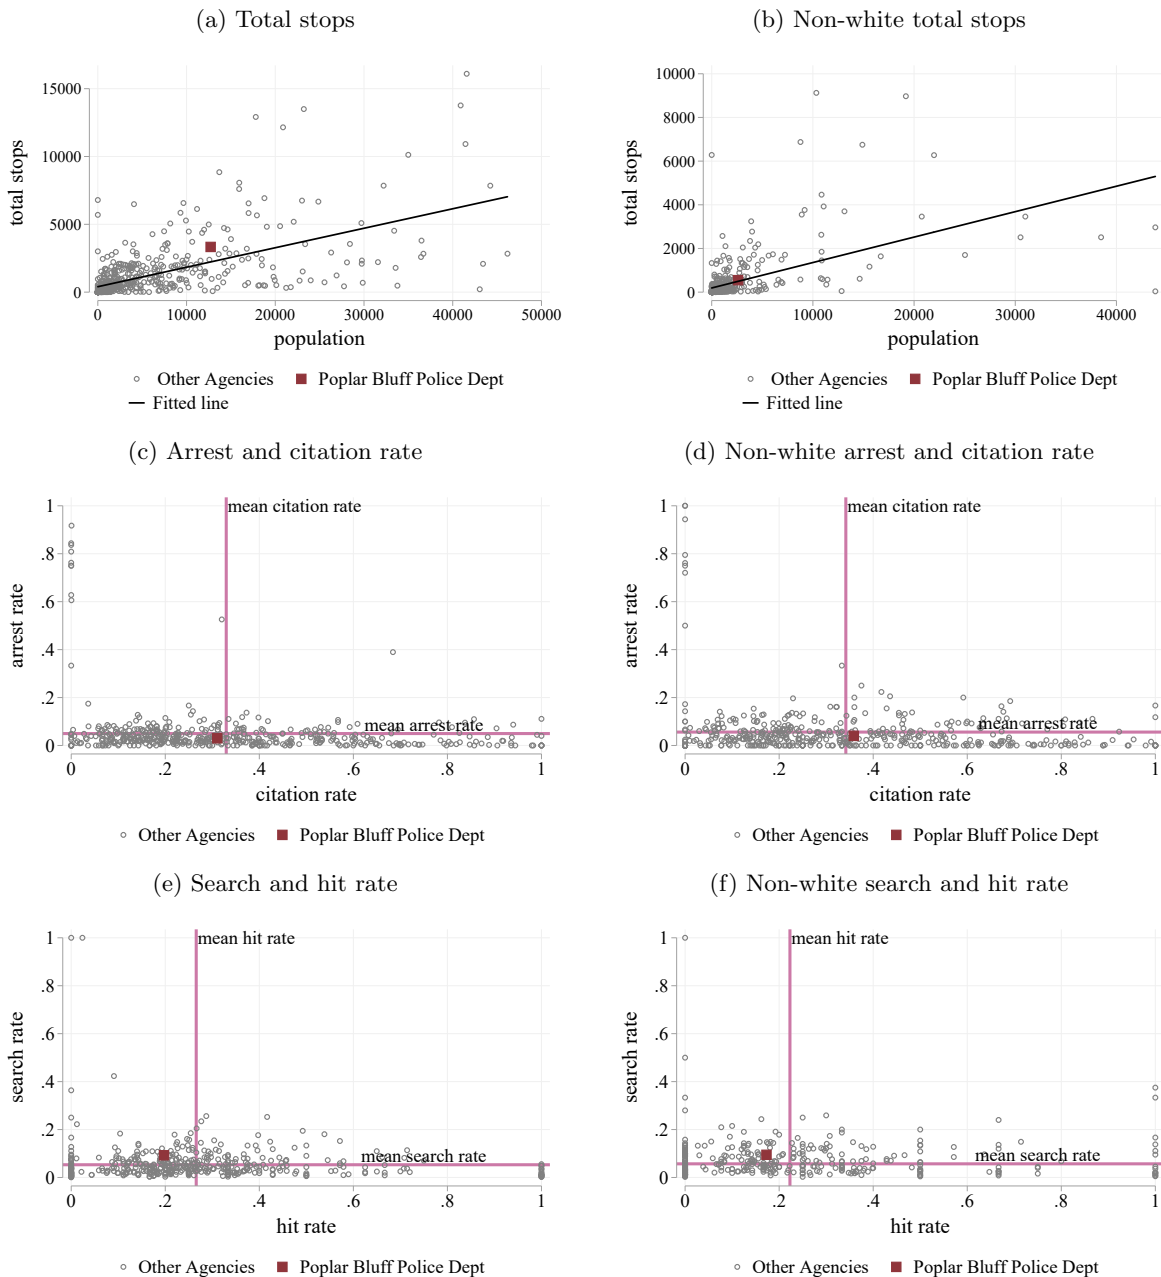 (a) Total stops
(b) Non-white total stops
total stops
15000
10000
5000
0
0 10000 20000 30000 40000 50000
population
Other Agencies Poplar Bluff Police Dept
Fitted line
total stops
10000
8000
6000
4000
2000
0
0 10000 20000 30000 40000
population
Other Agencies Poplar Bluff Police Dept
Fitted line
(c) Arrest and citation rate
(d) Non-white arrest and citation rate
arrest rate
1
.8
.6
.4
.2
0
mean citation rate
mean arrest rate
0 .2 .4 .6 .8 1
citation rate
Other Agencies Poplar Bluff Police Dept
arrest rate
1
.8
.6
.4
.2
0
mean citation rate
mean arrest rate
0 .2 .4 .6 .8 1
citation rate
Other Agencies Poplar Bluff Police Dept
(e) Search and hit rate
(f) Non-white search and hit rate
search rate
1
.8
.6
.4
.2
0
mean hit rate
mean search rate
0 .2 .4 .6 .8 1
hit rate
Other Agencies Poplar Bluff Police Dept
search rate
1
.8
.6
.4
.2
0
mean hit rate
mean search rate
0 .2 .4 .6 .8 1
hit rate
Other Agencies Poplar Bluff Police Dept